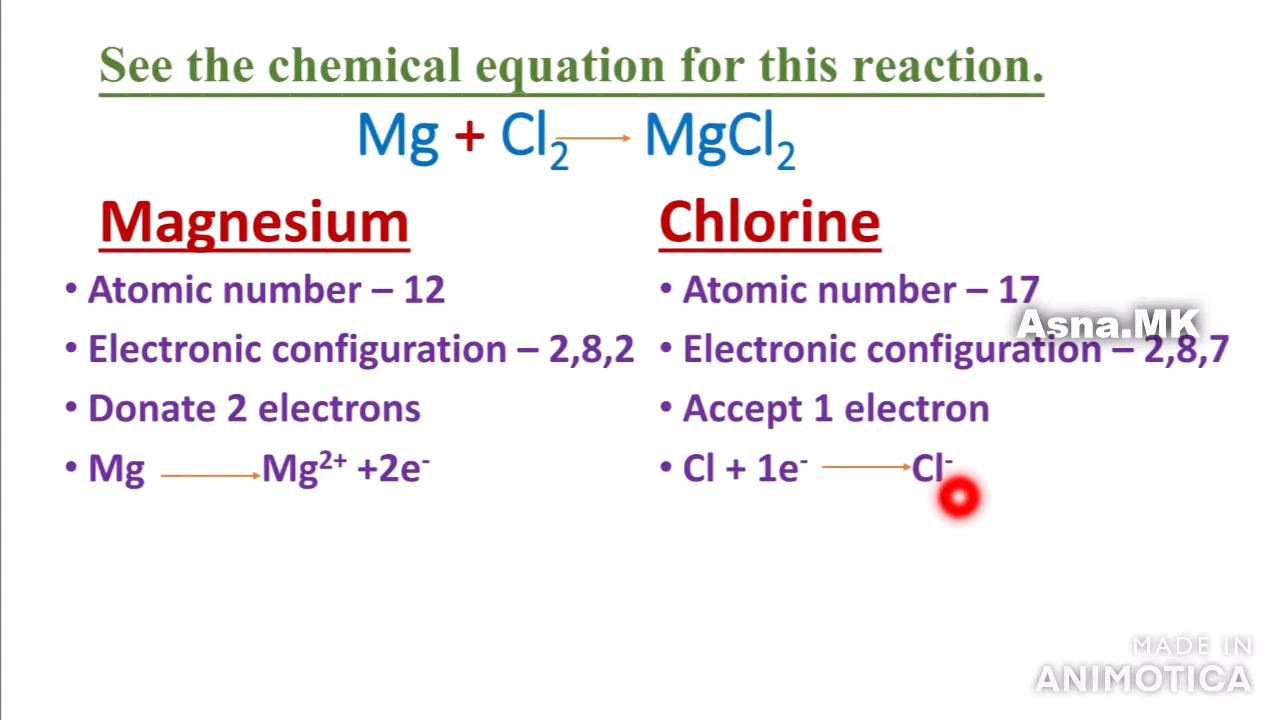 See the chemical equation for this reaction.
Mg + Cl₂ → MgCl₂
Magnesium
• Atomic number – 12
• Electronic configuration – 2,8,2
• Donate 2 electrons
• Mg → Mg²⁺ +2e⁻
Chlorine
• Atomic number – 17
• Electronic configuration – 2,8,7
• Accept 1 electron
• Cl + 1e⁻ → Cl⁻
Asna.MK
MADE IN
ANIMOTICA